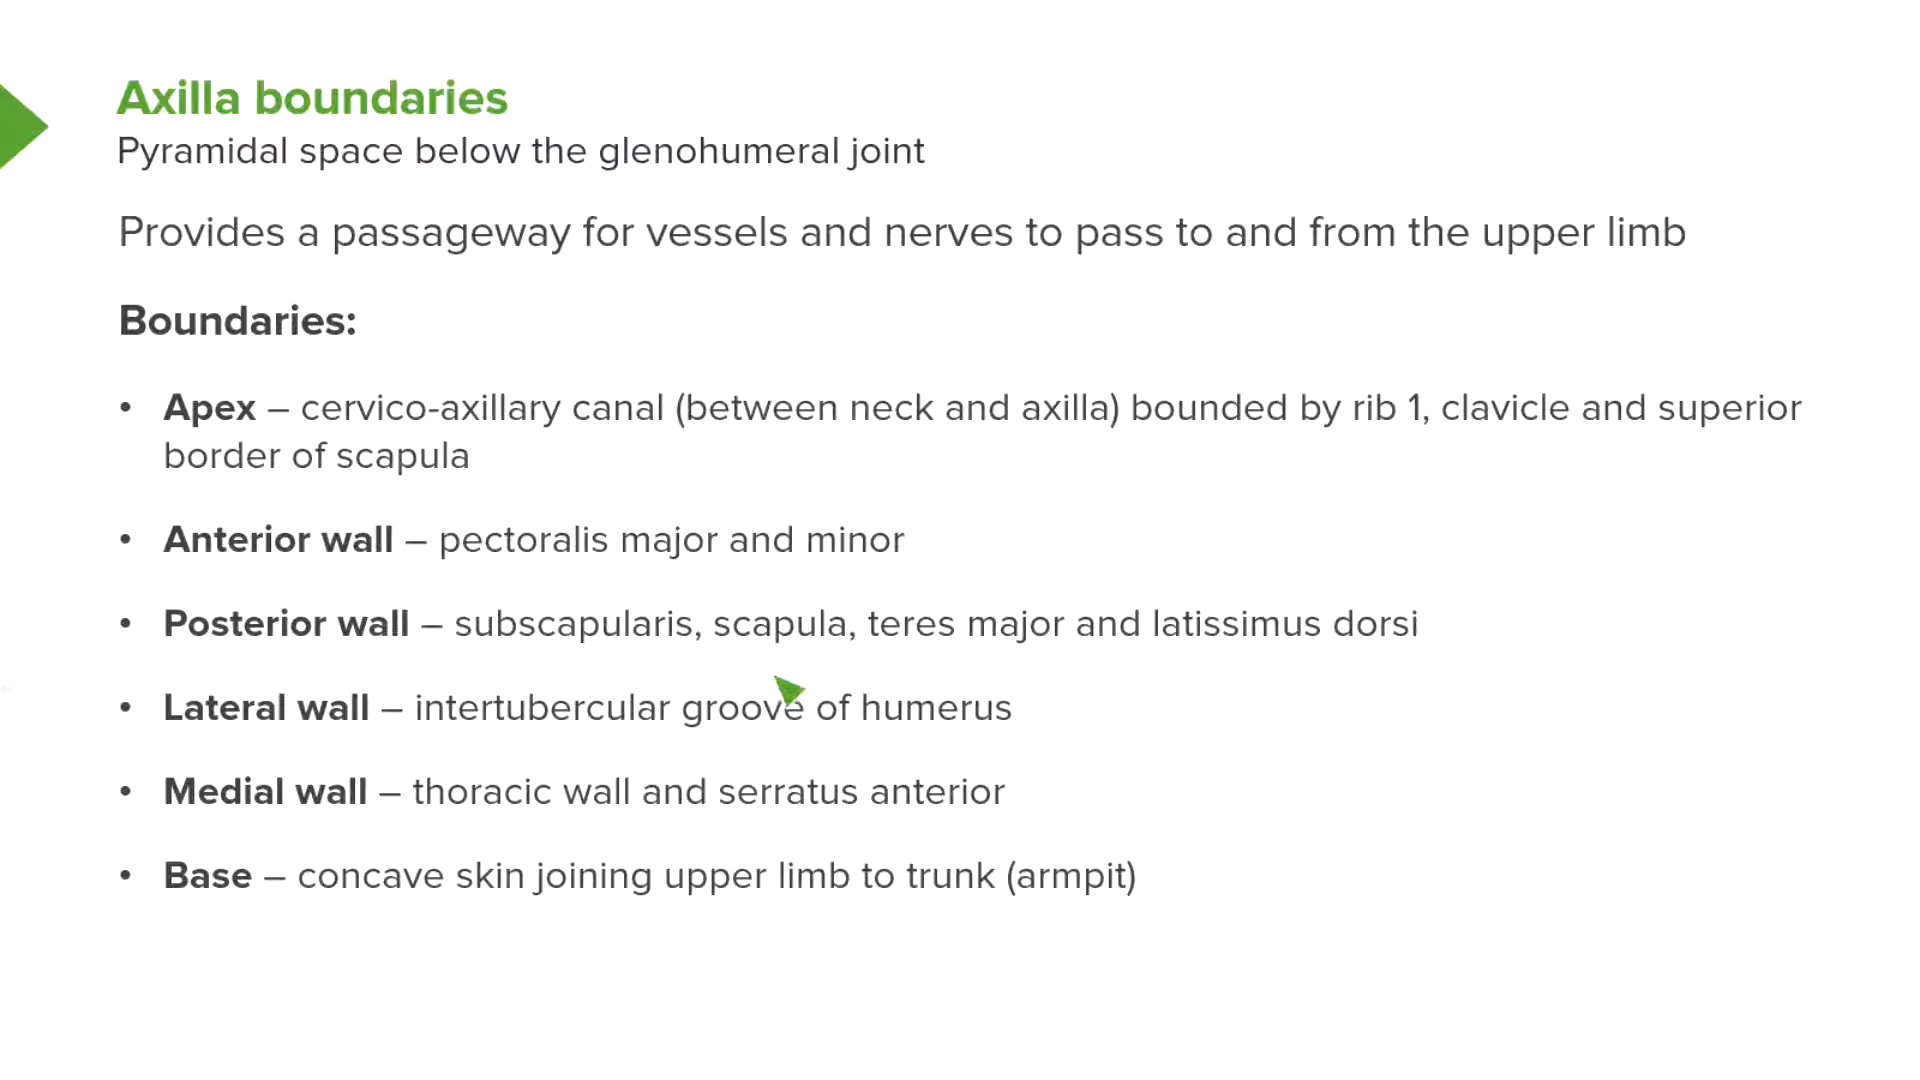 Axilla boundaries
Pyramidal space below the glenohumeral joint
Provides a passageway for vessels and nerves to pass to and from the upper limb
Boundaries:
• Apex – cervico-axillary canal (between neck and axilla) bounded by rib 1, clavicle and superior
border of scapula
• Anterior wall – pectoralis major and minor
• Posterior wall – subscapularis, scapula, teres major and latissimus dorsi
• Lateral wall – intertubercular groove of humerus
• Medial wall – thoracic wall and serratus anterior
• Base – concave skin joining upper limb to trunk (armpit)